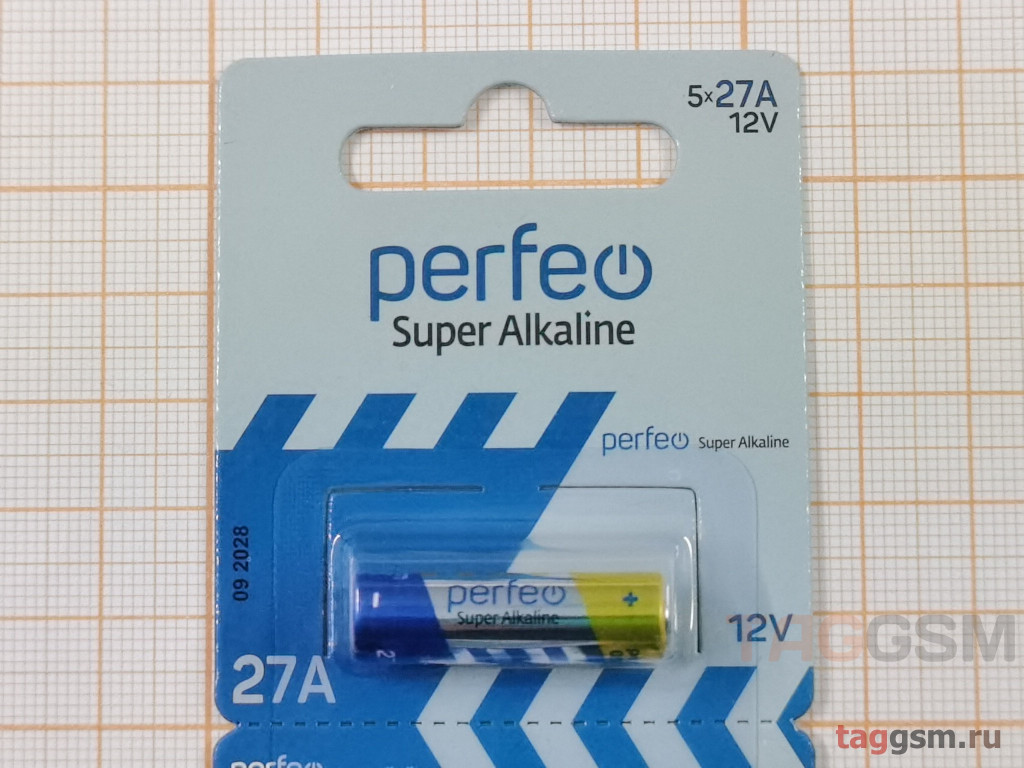 5×27A
12V
perfeo
Super Alkaline
perfeo Super Alkaline
09 2028
perfeo
Super Alkaline
- +
12V
27A
TAGGSM
taggsm.ru
perfeo